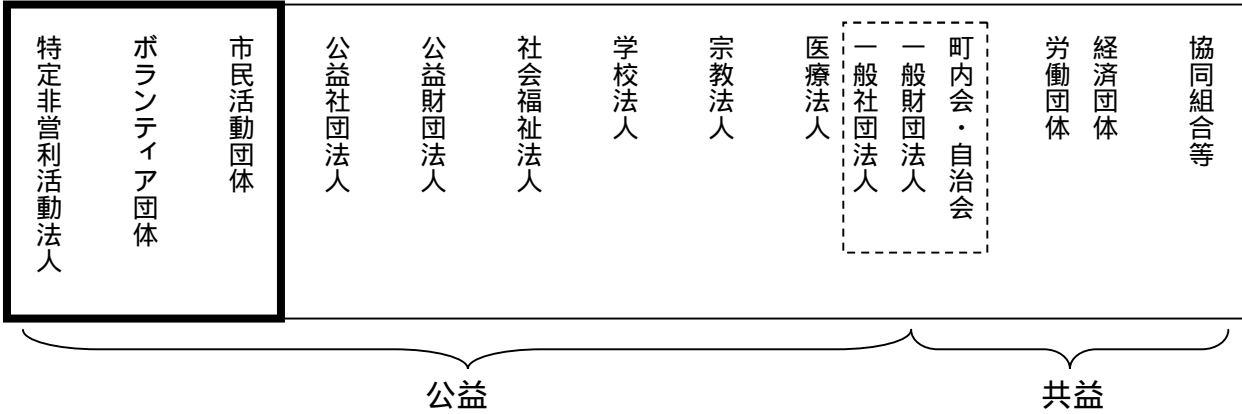 特定非営利活動法人
ボランティア団体
市民活動団体
公益社団法人
公益財団法人
社会福祉法人
学校法人
宗教法人
医療法人
一般社団法人
一般財団法人
町内会・自治会
労働団体
経済団体
協同組合等
公益
共益